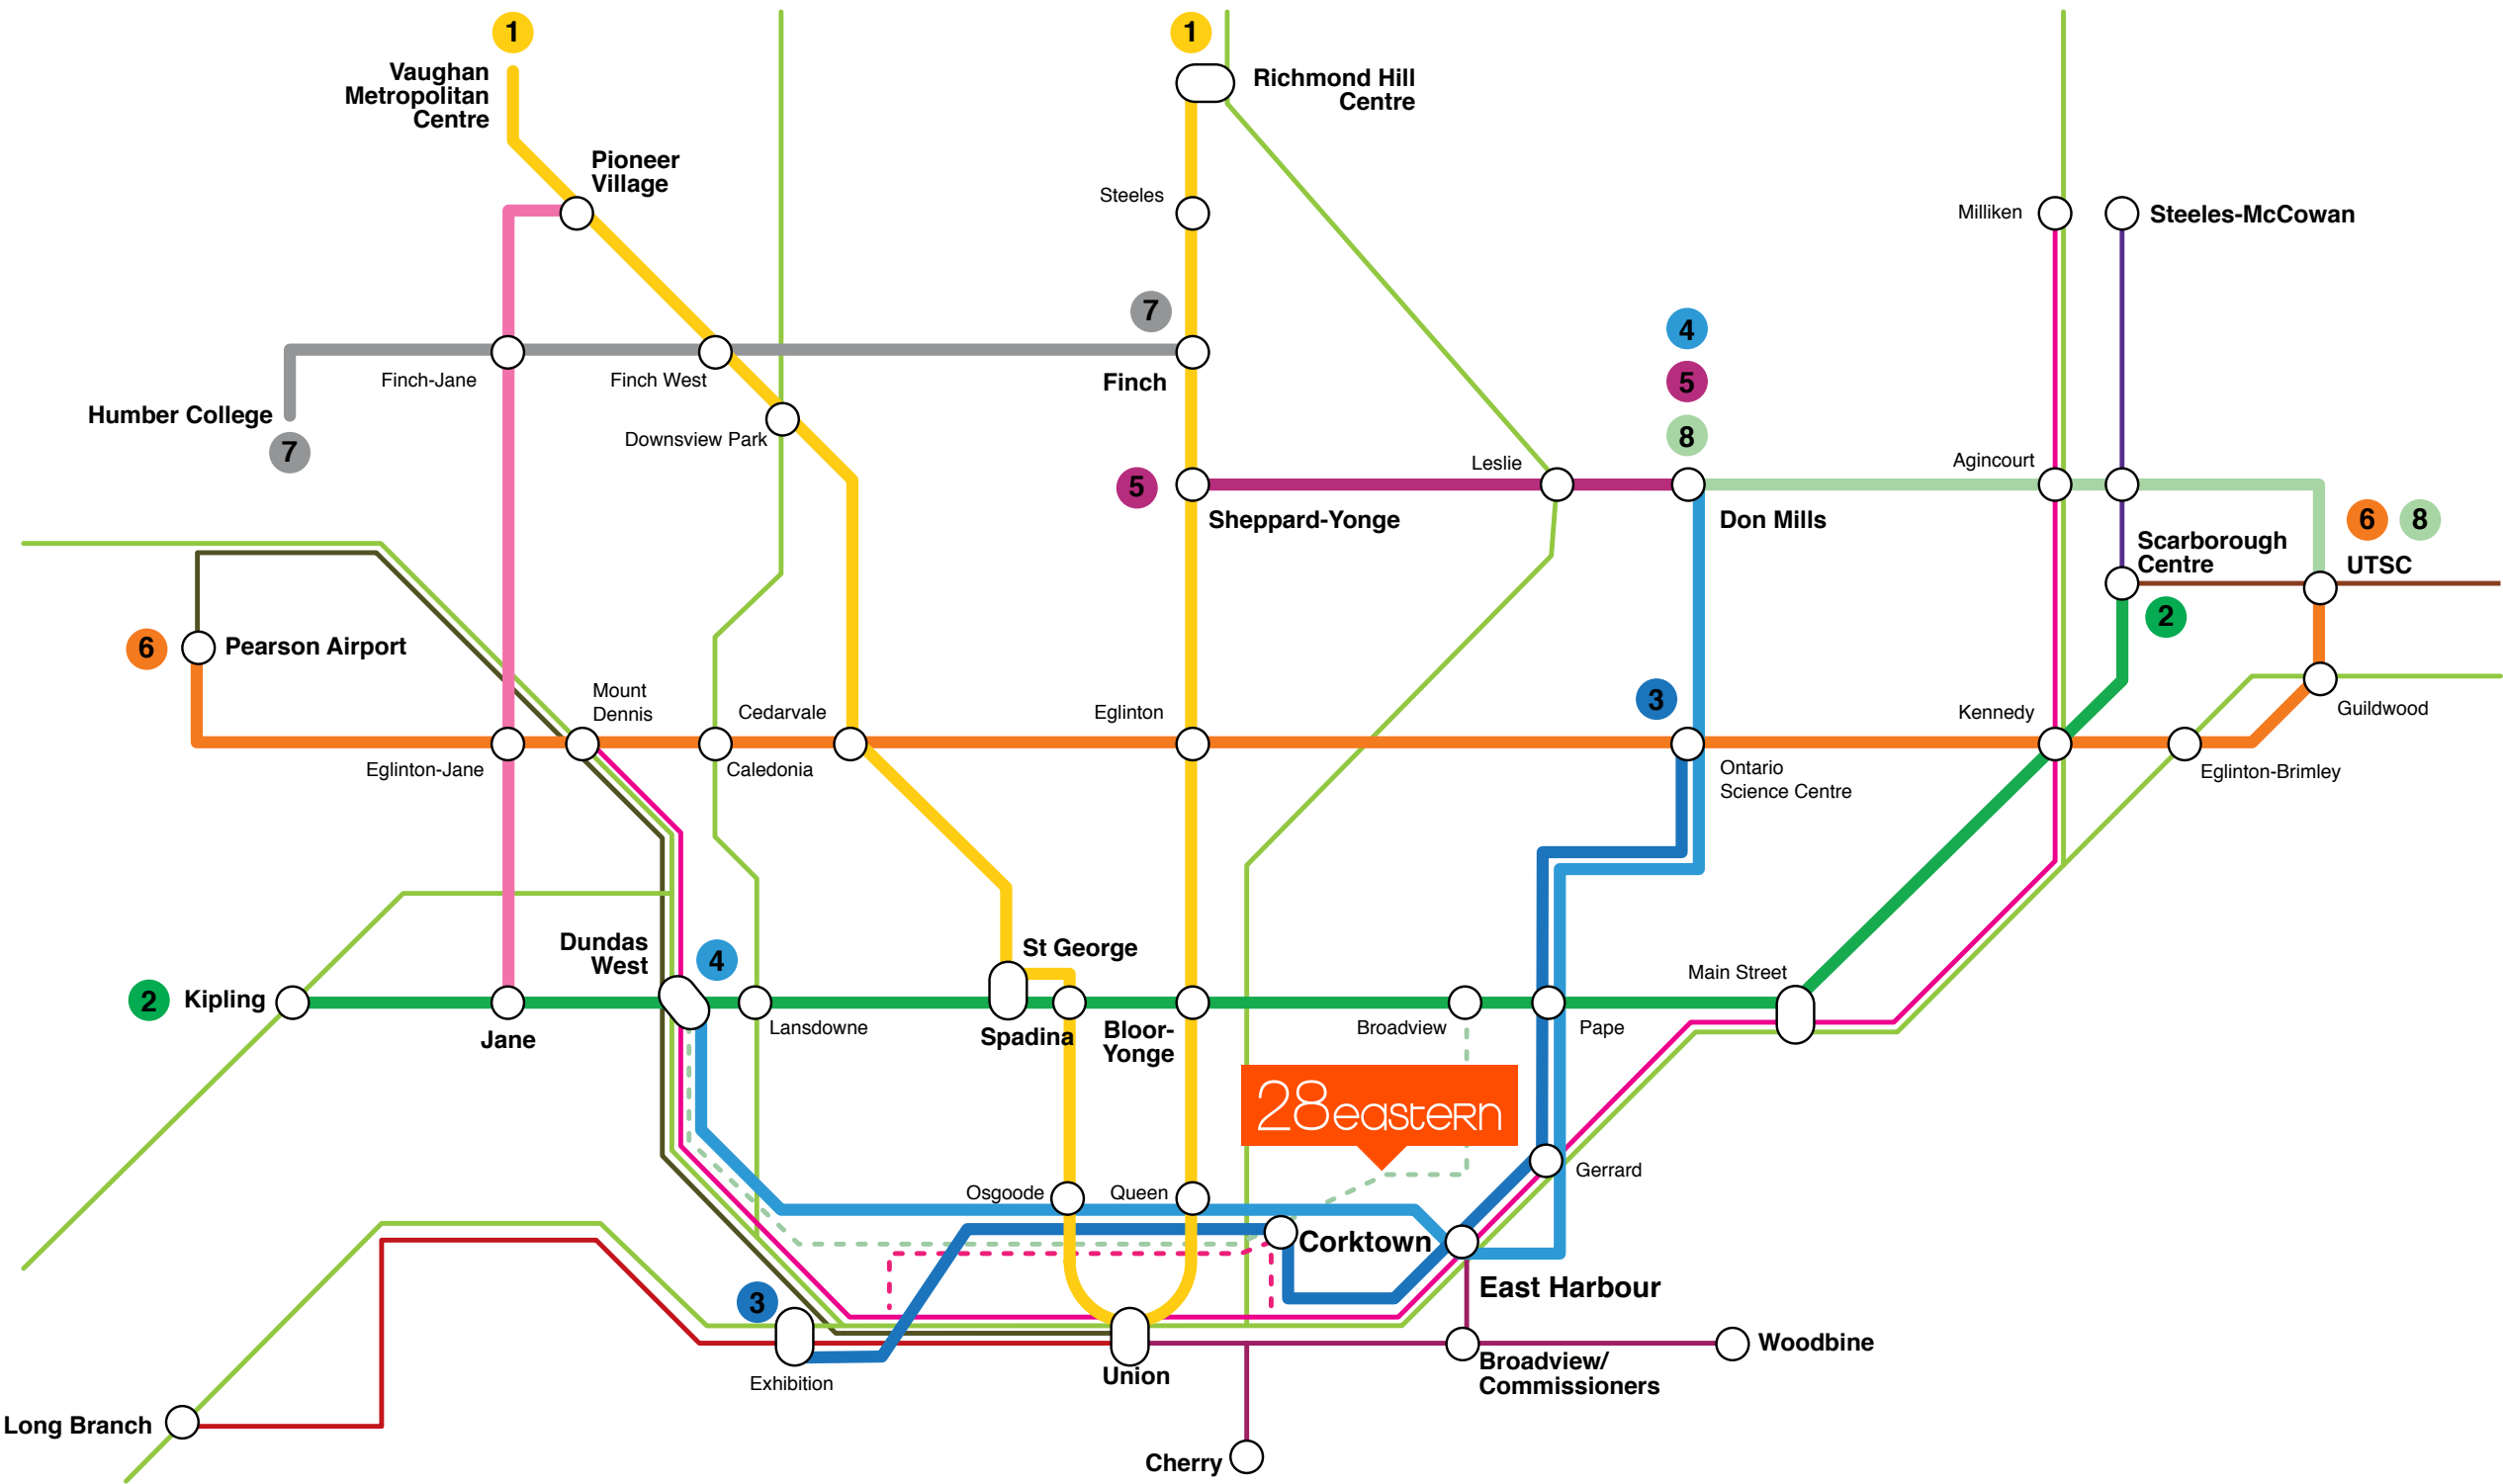 1
1
Vaughan
Metropolitan
Centre
Richmond Hill
Centre
Pioneer
Village
Steeles
Milliken
Steeles-McCowan
7
4
Finch-Jane
Finch West
Finch
5
Humber College
7
Downsview Park
8
Leslie
Agincourt
5
Sheppard-Yonge
Don Mills
6
8
Scarborough
Centre
UTSC
2
6
Pearson Airport
Mount
Dennis
Cedarvale
Eglinton
3
Kennedy
Guildwood
Eglinton-Jane
Caledonia
Ontario
Science Centre
Eglinton-Brimley
Dundas
West
4
St George
Main Street
2
Kipling
Jane
Lansdowne
Spadina
Bloor-
Yonge
Broadview
Pape
28eastern
Gerrard
Osgoode
Queen
Corktown
East Harbour
3
Exhibition
Union
Broadview/
Commissioners
Woodbine
Long Branch
Cherry